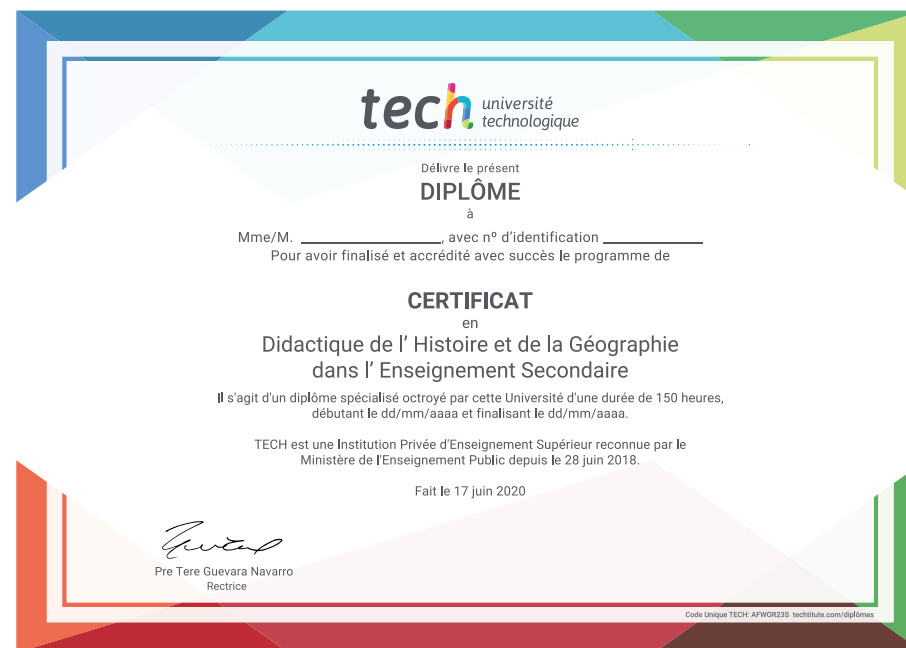 tech université
technologique
Délivre le présent
DIPLÔME
à
Mme/M. ____________, avec nº d'identification ____________
Pour avoir finalisé et accrédité avec succès le programme de
CERTIFICAT
en
Didactique de l' Histoire et de la Géographie
dans l' Enseignement Secondaire
Il s'agit d'un diplôme spécialisé octroyé par cette Université d'une durée de 150 heures,
débutant le dd/mm/aaaa et finalisant le dd/mm/aaaa.
TECH est une Institution Privée d'Enseignement Supérieur reconnue par le
Ministère de l'Enseignement Public depuis le 28 juin 2018.
Fait le 17 juin 2020
Pre Tere Guevara Navarro
Rectrice
Code Unique TECH: AFWOR23S techtitute.com/diplômes